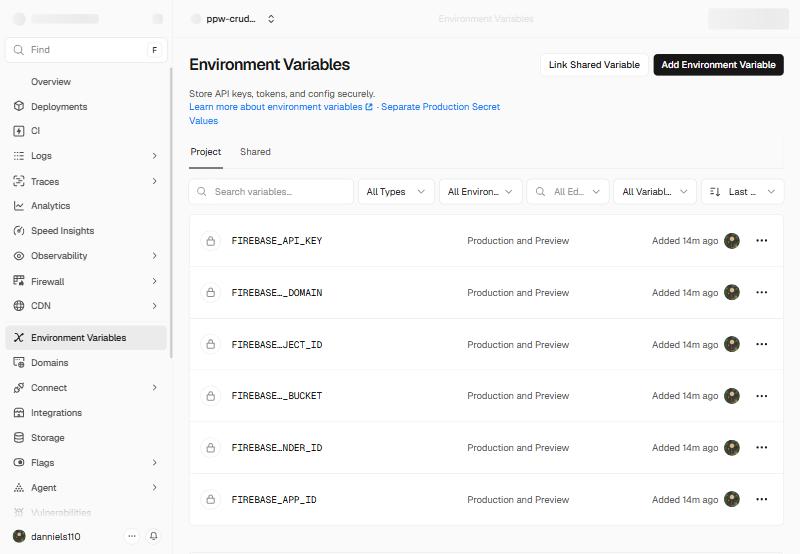 ppw-crud...
Environment Variables
Find
F
Overview
Deployments
CI
Logs
Traces
Analytics
Speed Insights
Observability
Firewall
CDN
Environment Variables
Domains
Connect
Integrations
Storage
Flags
Agent
Vulnerabilities
danniels110
Environment Variables
Link Shared Variable
Add Environment Variable
Store API keys, tokens, and config securely.
Learn more about environment variables · Separate Production Secret
Values
Project
Shared
Search variables...
All Types
All Environ...
All Ed...
All Variabl...
Last ...
FIREBASE_API_KEY Production and Preview Added 14m ago
FIREBASE…_DOMAIN Production and Preview Added 14m ago
FIREBASE…JECT_ID Production and Preview Added 14m ago
FIREBASE…_BUCKET Production and Preview Added 14m ago
FIREBASE…NDER_ID Production and Preview Added 14m ago
FIREBASE_APP_ID Production and Preview Added 14m ago